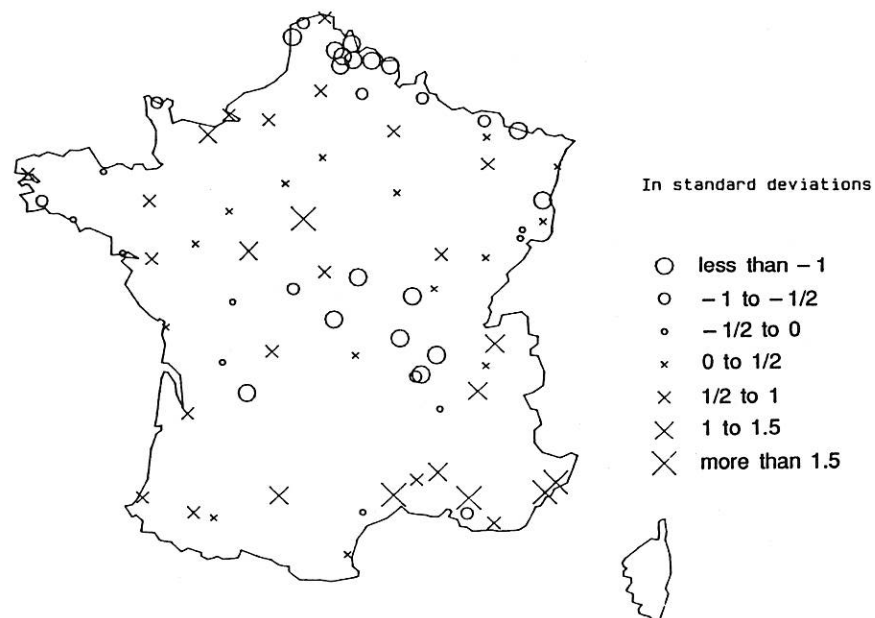 In standard deviations
less than – 1
– 1 to – 1/2
– 1/2 to 0
0 to 1/2
1/2 to 1
1 to 1.5
more than 1.5